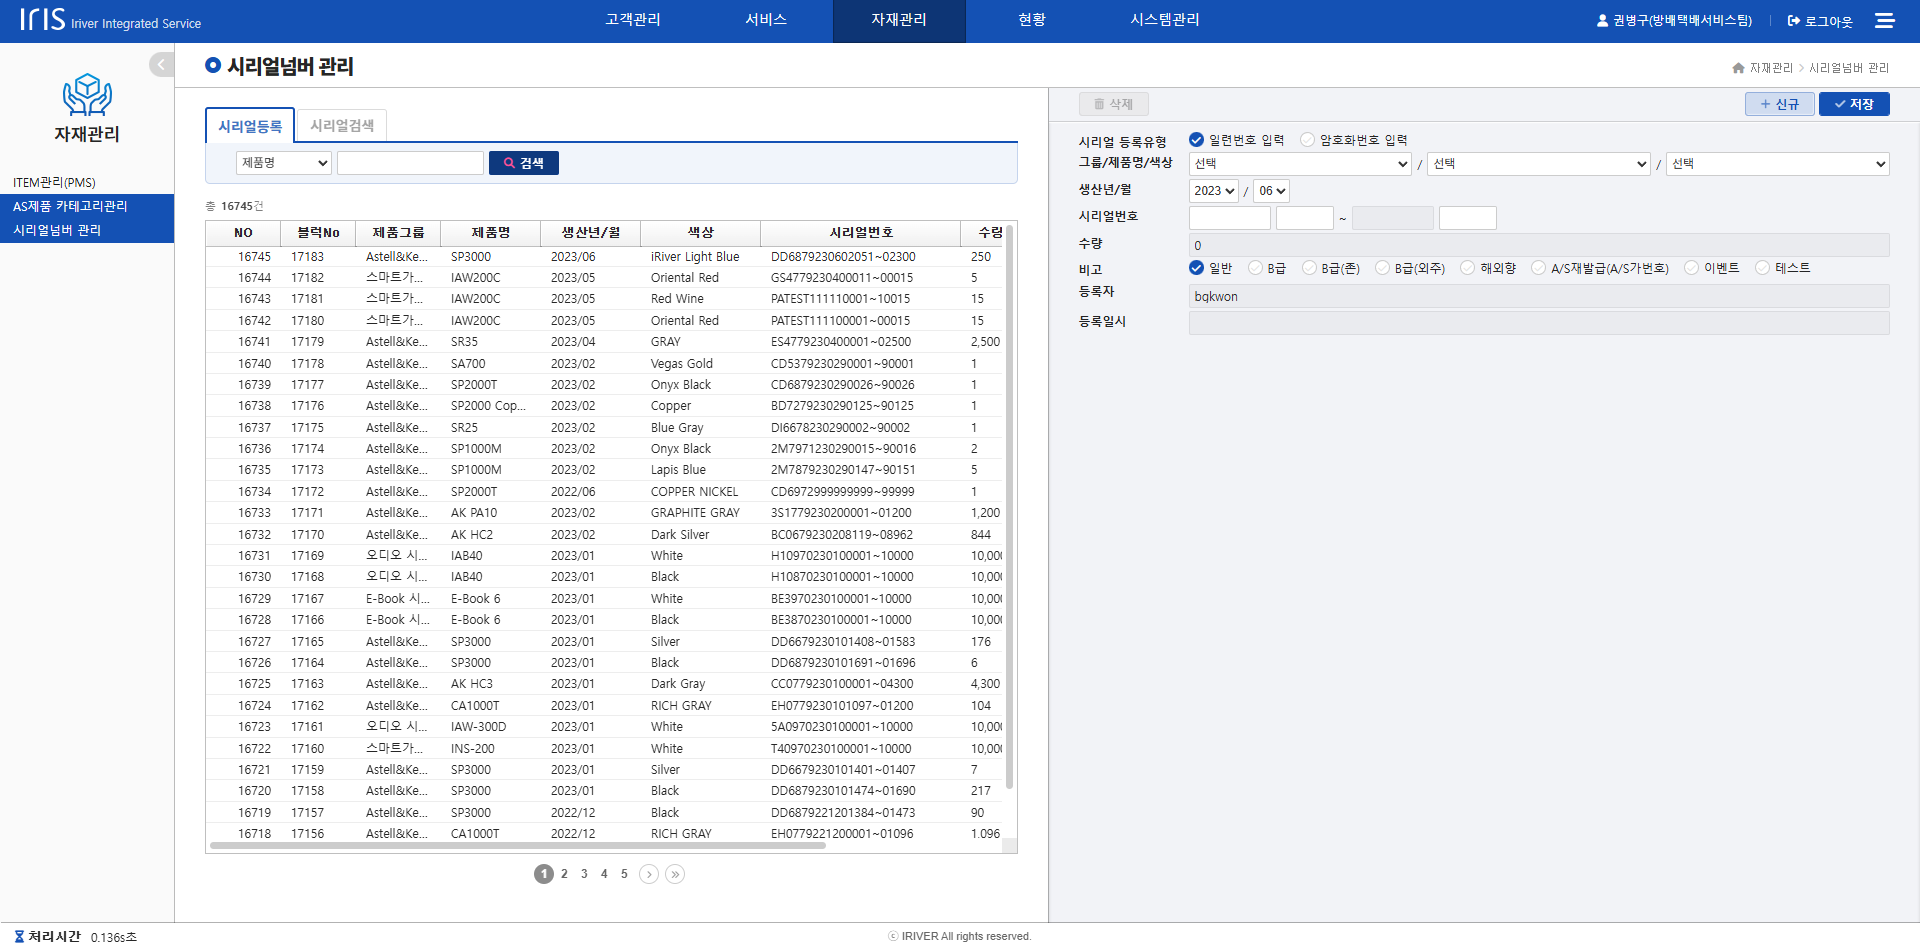 IRIS Iriver Integrated Service
고객관리 서비스 자재관리 현황 시스템관리
권병구(방배택배서비스팀) | 로그아웃
자재관리
ITEM관리(PMS)
AS제품 카테고리관리
시리얼넘버 관리
시리얼넘버 관리
자재관리 > 시리얼넘버 관리
시리얼등록 시리얼검색
제품명 검색
총 16745건
NO 블럭No 제품그룹 제품명 생산년/월 색상 시리얼번호 수량
16745 17183 Astell&Ke... SP3000 2023/06 iRiver Light Blue DD6879230602051~02300 250
16744 17182 스마트가... IAW200C 2023/05 Oriental Red GS4779230400011~00015 5
16743 17181 스마트가... IAW200C 2023/05 Red Wine PATEST111110001~10015 15
16742 17180 스마트가... IAW200C 2023/05 Oriental Red PATEST111100001~00015 15
16741 17179 Astell&Ke... SR35 2023/04 GRAY ES4779230400001~02500 2,500
16740 17178 Astell&Ke... SA700 2023/02 Vegas Gold CD5379230290001~90001 1
16739 17177 Astell&Ke... SP2000T 2023/02 Onyx Black CD6879230290026~90026 1
16738 17176 Astell&Ke... SP2000 Cop... 2023/02 Copper BD7279230290125~90125 1
16737 17175 Astell&Ke... SR25 2023/02 Blue Gray DI6678230290002~90002 1
16736 17174 Astell&Ke... SP1000M 2023/02 Onyx Black 2M7971230290015~90016 2
16735 17173 Astell&Ke... SP1000M 2023/02 Lapis Blue 2M7879230290147~90151 5
16734 17172 Astell&Ke... SP2000T 2022/06 COPPER NICKEL CD6972999999999~99999 1
16733 17171 Astell&Ke... AK PA10 2023/02 GRAPHITE GRAY 3S1779230200001~01200 1,200
16732 17170 Astell&Ke... AK HC2 2023/02 Dark Silver BC0679230208119~08962 844
16731 17169 오디오 시... IAB40 2023/01 White H10970230100001~10000 10,000
16730 17168 오디오 시... IAB40 2023/01 Black H10870230100001~10000 10,000
16729 17167 E-Book 시... E-Book 6 2023/01 White BE3970230100001~10000 10,000
16728 17166 E-Book 시... E-Book 6 2023/01 Black BE3870230100001~10000 10,000
16727 17165 Astell&Ke... SP3000 2023/01 Silver DD6679230101408~01583 176
16726 17164 Astell&Ke... SP3000 2023/01 Black DD6879230101691~01696 6
16725 17163 Astell&Ke... AK HC3 2023/01 Dark Gray CC0779230100001~04300 4,300
16724 17162 Astell&Ke... CA1000T 2023/01 RICH GRAY EH0779230101097~01200 104
16723 17161 오디오 시... IAW-300D 2023/01 White 5A0970230100001~10000 10,000
16722 17160 스마트가... INS-200 2023/01 White T40970230100001~10000 10,000
16721 17159 Astell&Ke... SP3000 2023/01 Silver DD6679230101401~01407 7
16720 17158 Astell&Ke... SP3000 2023/01 Black DD6879230101474~01690 217
16719 17157 Astell&Ke... SP3000 2022/12 Black DD6879221201384~01473 90
16718 17156 Astell&Ke... CA1000T 2022/12 RICH GRAY EH0779221200001~01096 1.096
1 2 3 4 5
삭제 + 신규 저장
시리얼 등록유형 일련번호 입력 암호화번호 입력
그룹/제품명/색상 선택 / 선택 / 선택
생산년/월 2023 / 06
시리얼번호 ~
수량 0
비고 일반 B급 B급(존) B급(외주) 해외향 A/S재발급(A/S가번호) 이벤트 테스트
등록자 bgkwon
등록일시
처리시간 0.136s초
ⓒ IRIVER All rights reserved.